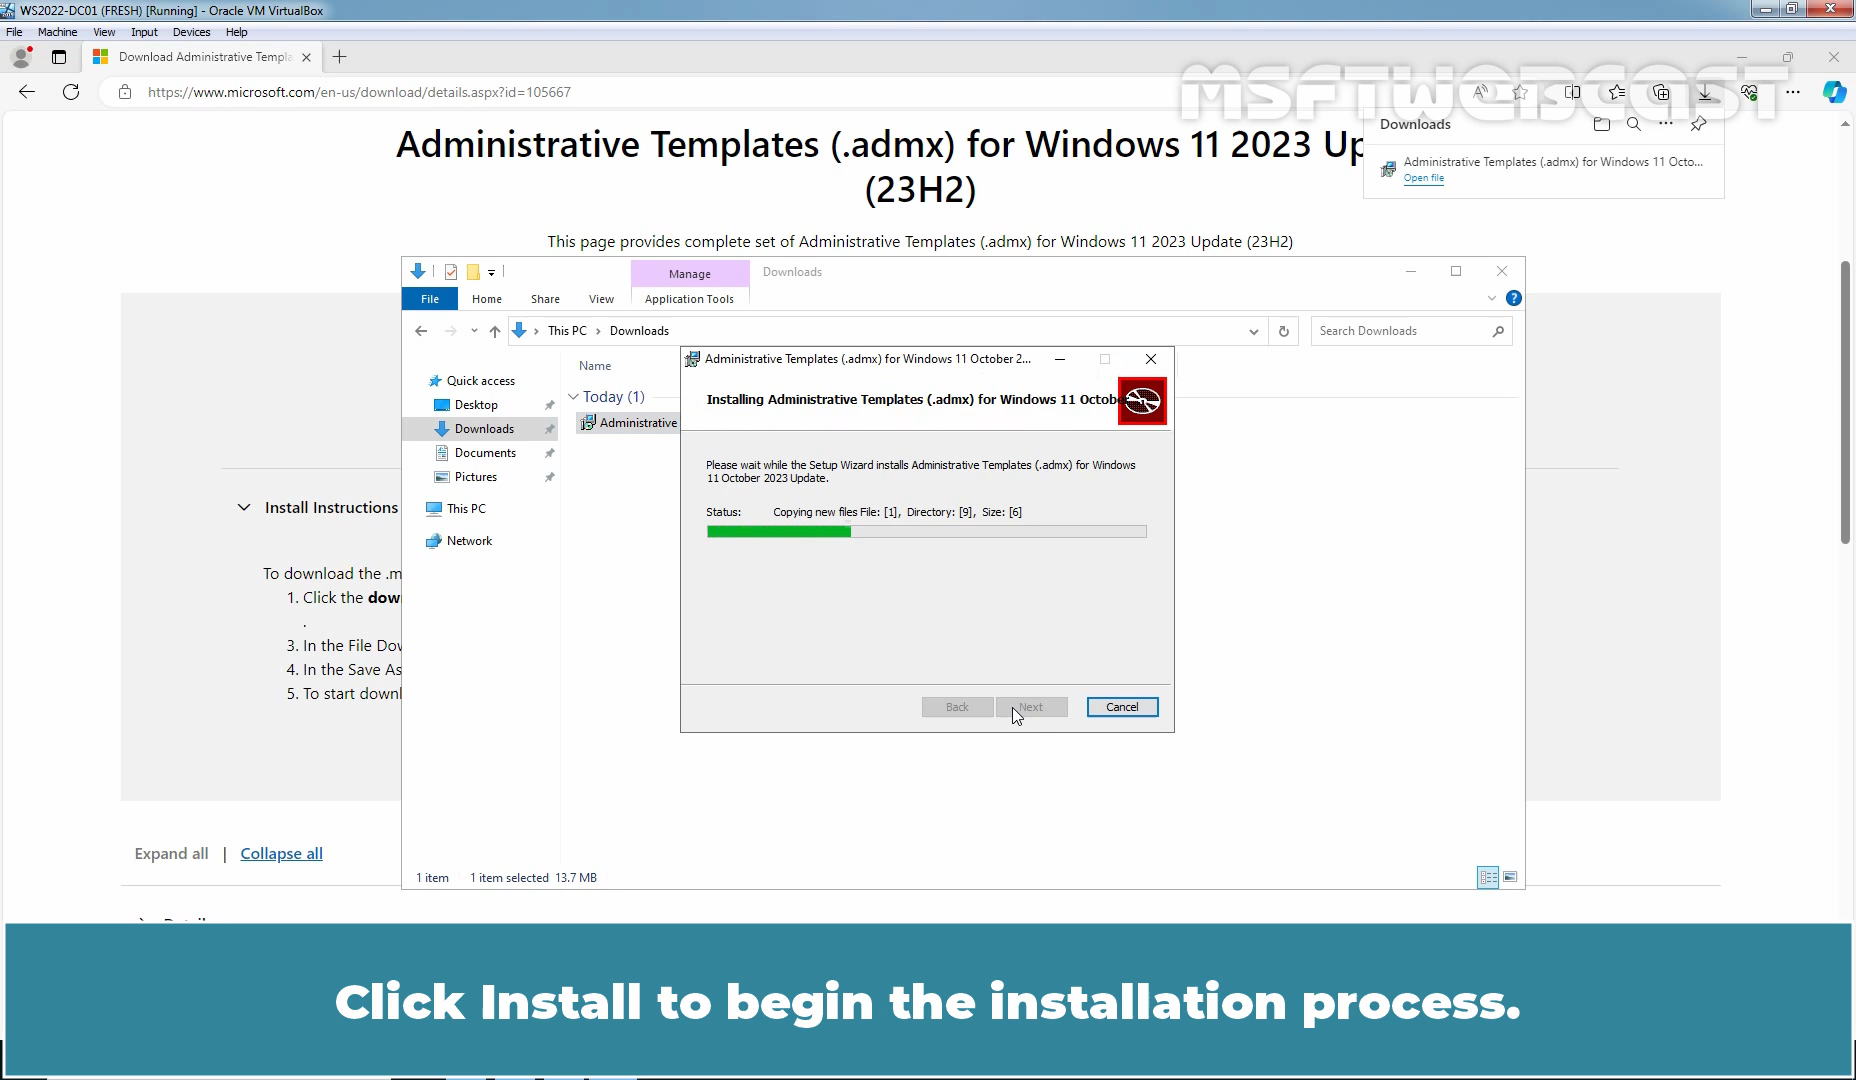 WS2022-DC01 (FRESH) [Running] - Oracle VM VirtualBox
File Machine View Input Devices Help
Download Administrative Templa
https://www.microsoft.com/en-us/download/details.aspx?id=105667
MSFTWEBCAST
Downloads
Administrative Templates (.admx) for Windows 11 Octo...
Open file
Administrative Templates (.admx) for Windows 11 2023 Up
(23H2)
This page provides complete set of Administrative Templates (.admx) for Windows 11 2023 Update (23H2)
Manage Downloads
File Home Share View Application Tools
This PC Downloads
Search Downloads
Name
Quick access
Desktop
Downloads
Documents
Pictures
This PC
Network
Today (1)
Administrative
Administrative Templates (.admx) for Windows 11 October 2...
Installing Administrative Templates (.admx) for Windows 11 Octobe
Please wait while the Setup Wizard installs Administrative Templates (.admx) for Windows
11 October 2023 Update.
Status: Copying new files File: [1], Directory: [9], Size: [6]
Back Next Cancel
Install Instructions
To download the .m
1. Click the dow
.
3. In the File Dow
4. In the Save As
5. To start downl
1 item 1 item selected 13.7 MB
Expand all | Collapse all
Click Install to begin the installation process.